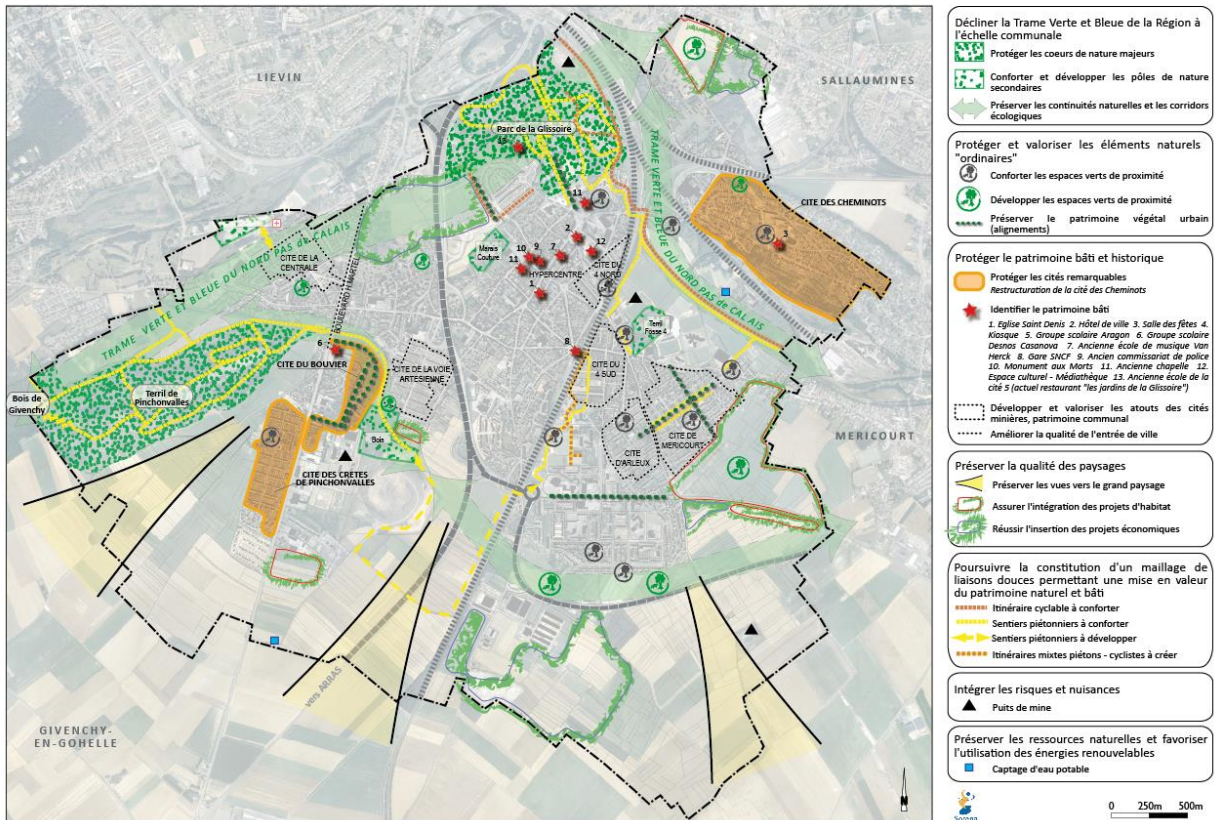 LIEVIN
SALLAUMINES
Parc de la Glissoire
13
TRAME VERTE ET BLEUE DU NORD PAS de CALAIS
11
CITE DES CHEMINOTS
3
2
12
10
9
7
11
HYPERCENTRE
CITE DU
4 NORD
1
Marais
Couture
TRAME VERTE ET BLEUE DU NORD PAS de CALAIS
CITE DE LA
CENTRALE
BOULEVARD H.MARTEL
Terril
Fosse 4
6
8
CITE DU BOUVIER
CITE DE LA VOIE
ARTESIENNE
CITE DU
4 SUD
Bois de
Givenchy
Terril de
Pinchonvalles
Bois
CITE DE
MERICOURT
CITE
D'ARLEUX
MERICOURT
CITE DES CRÊTES
DE PINCHONVALLES
vers ARRAS
GIVENCHY-
EN-GOHELLE
N
Décliner la Trame Verte et Bleue de la Région à
l'échelle communale
Protéger les coeurs de nature majeurs
Conforter et développer les pôles de nature
secondaires
Préserver les continuités naturelles et les corridors
écologiques
Protéger et valoriser les éléments naturels
"ordinaires"
Conforter les espaces verts de proximité
Développer les espaces verts de proximité
Préserver le patrimoine végétal urbain
(alignements)
Protéger le patrimoine bâti et historique
Protéger les cités remarquables
Restructuration de la cité des Cheminots
Identifier le patrimoine bâti
1. Eglise Saint Denis 2. Hôtel de ville 3. Salle des fêtes 4.
Kiosque 5. Groupe scolaire Aragon 6. Groupe scolaire
Desnos Casanova 7. Ancienne école de musique Van
Herck 8. Gare SNCF 9. Ancien commissariat de police
10. Monument aux Morts 11. Ancienne chapelle 12.
Espace culturel - Médiathèque 13. Ancienne école de la
cité 5 (actuel restaurant "les jardins de la Glissoire")
Développer et valoriser les atouts des cités
minières, patrimoine communal
Améliorer la qualité de l'entrée de ville
Préserver la qualité des paysages
Préserver les vues vers le grand paysage
Assurer l'intégration des projets d'habitat
Réussir l'insertion des projets économiques
Poursuivre la constitution d'un maillage de
liaisons douces permettant une mise en valeur
du patrimoine naturel et bâti
Itinéraire cyclable à conforter
Sentiers piétonniers à conforter
Sentiers piétonniers à développer
Itinéraires mixtes piétons - cyclistes à créer
Intégrer les risques et nuisances
Puits de mine
Préserver les ressources naturelles et favoriser
l'utilisation des énergies renouvelables
Captage d'eau potable
0 250m 500m